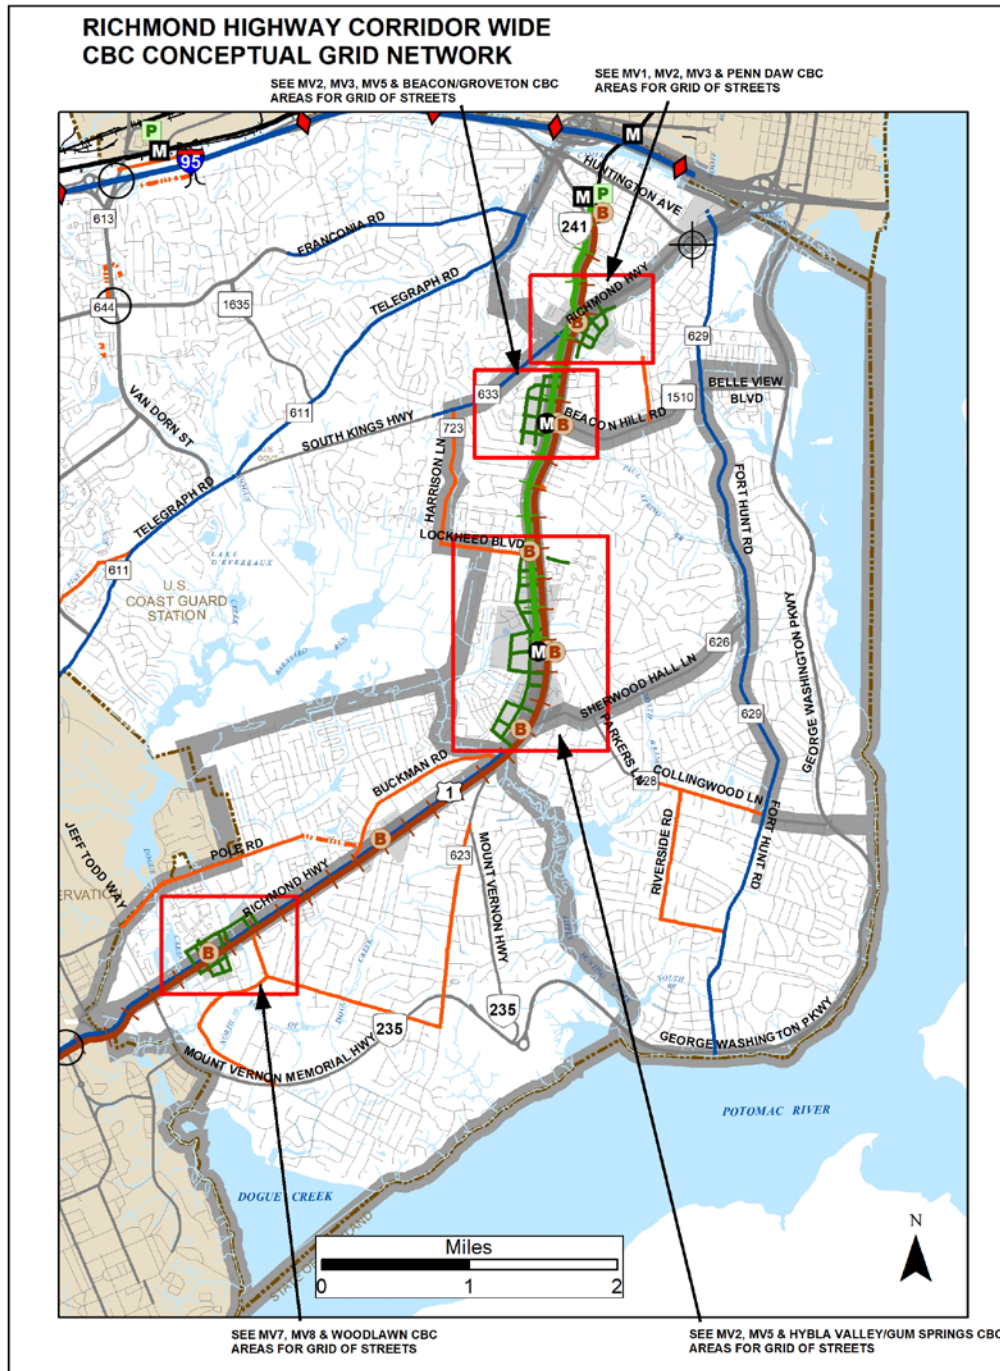 RICHMOND HIGHWAY CORRIDOR WIDE
CBC CONCEPTUAL GRID NETWORK
SEE MV2, MV3, MV5 & BEACON/GROVETON CBC
AREAS FOR GRID OF STREETS
SEE MV1, MV2, MV3 & PENN DAW CBC
AREAS FOR GRID OF STREETS
P
M
95
M
HUNTINGTON AVE
M
P
B
241
613
FRANCONIA RD
TELEGRAPH RD
RICHMOND HWY
644
1635
B
629
VAN DORN ST
611
633
SOUTH KINGS HWY
723
M
B
BEACON HILL RD
1510
BELLE VIEW
BLVD
HARRISON LN
FORT HUNT RD
TELEGRAPH RD
LOCKHEED BLVD
B
LAKE
D'EVEREAUX
611
U.S.
COAST GUARD
STATION
M
B
626
SHERWOOD HALL LN
GEORGE WASHINGTON PKWY
629
B
PARKERS LN
BUCKMAN RD
1
628
COLLINGWOOD LN
JEFF TODD WAY
POLE RD
B
623
MOUNT VERNON HWY
RIVERSIDE RD
FORT HUNT RD
RICHMOND HWY
B
235
235
MOUNT VERNON MEMORIAL HWY
GEORGE WASHINGTON PKWY
POTOMAC RIVER
DOGUE CREEK
Miles
0 1 2
N
SEE MV7, MV8 & WOODLAWN CBC
AREAS FOR GRID OF STREETS
SEE MV2, MV5 & HYBLA VALLEY/GUM SPRINGS CBC
AREAS FOR GRID OF STREETS